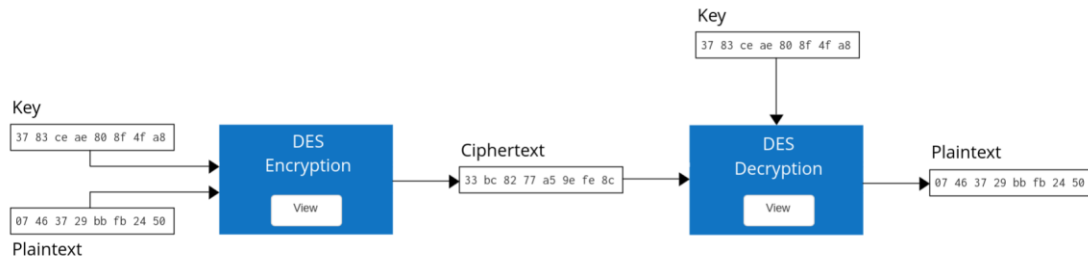 Key
37 83 ce ae 80 8f 4f a8
Key
37 83 ce ae 80 8f 4f a8
DES
Encryption
View
07 46 37 29 bb fb 24 50
Plaintext
Ciphertext
33 bc 82 77 a5 9e fe 8c
DES
Decryption
View
Plaintext
07 46 37 29 bb fb 24 50